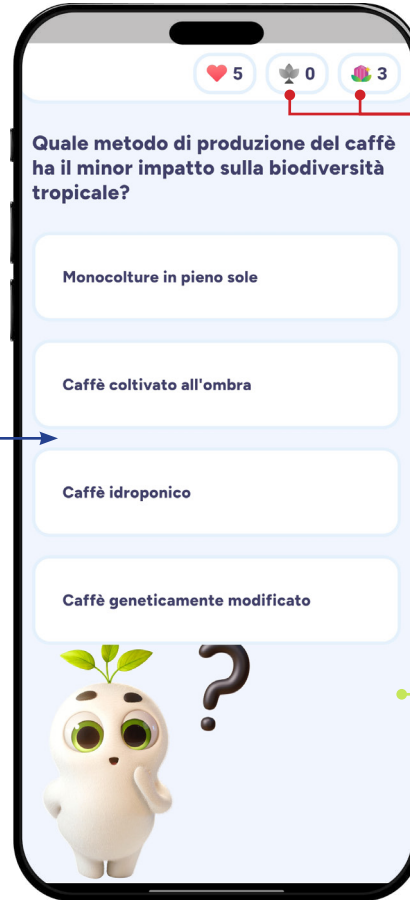 5 0 3
Quale metodo di produzione del caffè
ha il minor impatto sulla biodiversità
tropicale?
Monocolture in pieno sole
Caffè coltivato all'ombra
Caffè idroponico
Caffè geneticamente modificato
?